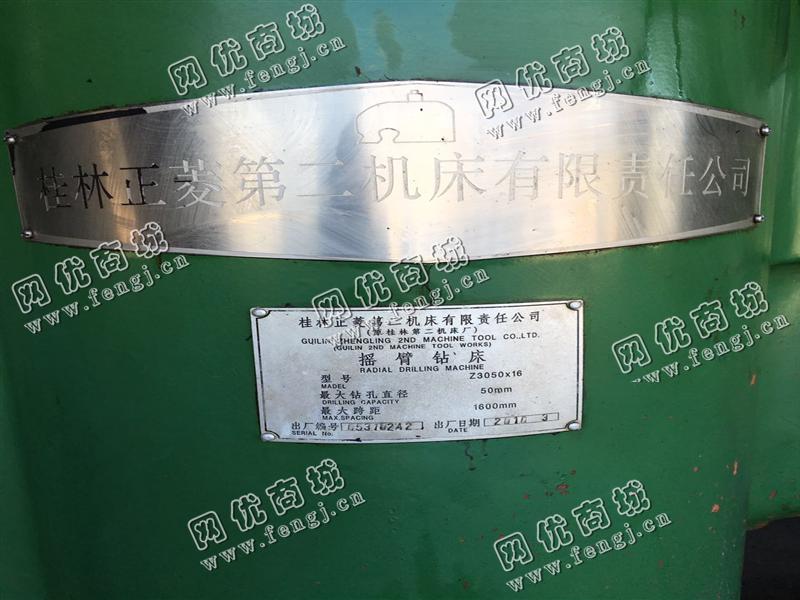 网优商城
www.fengj.cn
网优商城
www.fengj.cn
桂林正菱第二机床有限责任公司
网优商城
www.fengj.cn
网优商城
www.fengj.cn
网优商城
www.fengj.cn
桂林正菱第二机床有限责任公司
(原桂林第二机床厂)
GUILIN ZHENGLING 2ND MACHINE TOOL CO.,LTD.
(GUILIN 2ND MACHINE TOOL WORKS)
摇臂钻床
RADIAL DRILLING MACHINE
型号 Z3050x16
MADEL
最大钻孔直径 50mm
DRILLING CAPACITY
最大跨距 1600mm
MAX.SPACING
出厂编号 出厂日期 2010 3
SERIAL No. DATE
网优商城
www.fengj.cn
网优商城
www.fengj.cn